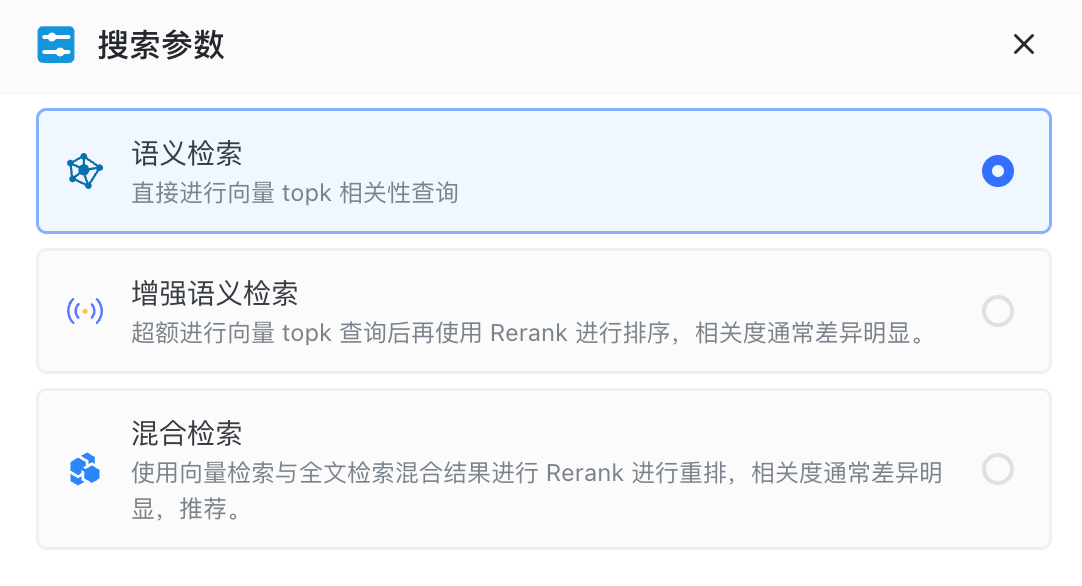 搜索参数
语义检索
直接进行向量 topk 相关性查询
增强语义检索
超额进行向量 topk 查询后再使用 Rerank 进行排序，相关度通常差异明显。
混合检索
使用向量检索与全文检索混合结果进行 Rerank 进行重排，相关度通常差异明
显，推荐。